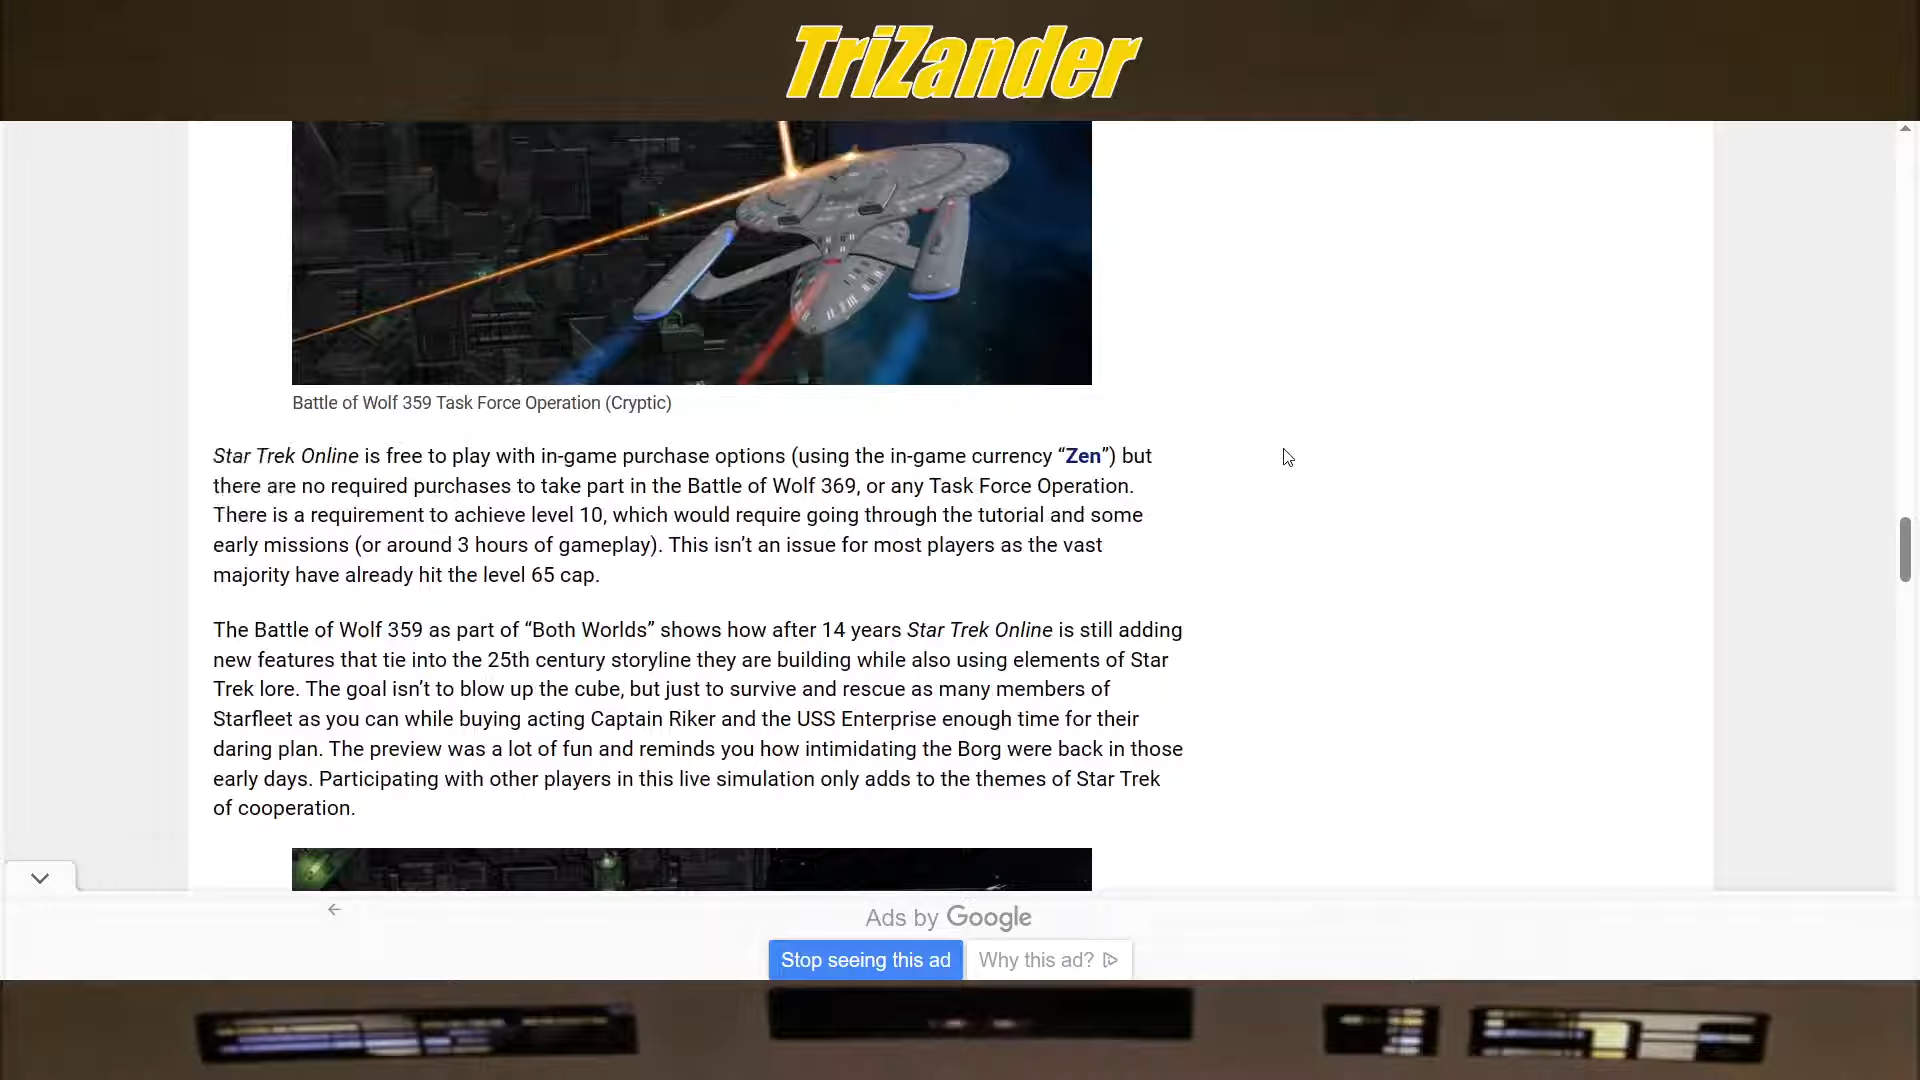 TriZander
Battle of Wolf 359 Task Force Operation (Cryptic)
Star Trek Online is free to play with in-game purchase options (using the in-game currency “Zen”) but
there are no required purchases to take part in the Battle of Wolf 369, or any Task Force Operation.
There is a requirement to achieve level 10, which would require going through the tutorial and some
early missions (or around 3 hours of gameplay). This isn’t an issue for most players as the vast
majority have already hit the level 65 cap.
The Battle of Wolf 359 as part of “Both Worlds” shows how after 14 years Star Trek Online is still adding
new features that tie into the 25th century storyline they are building while also using elements of Star
Trek lore. The goal isn’t to blow up the cube, but just to survive and rescue as many members of
Starfleet as you can while buying acting Captain Riker and the USS Enterprise enough time for their
daring plan. The preview was a lot of fun and reminds you how intimidating the Borg were back in those
early days. Participating with other players in this live simulation only adds to the themes of Star Trek
of cooperation.
Ads by Google
Stop seeing this ad
Why this ad?